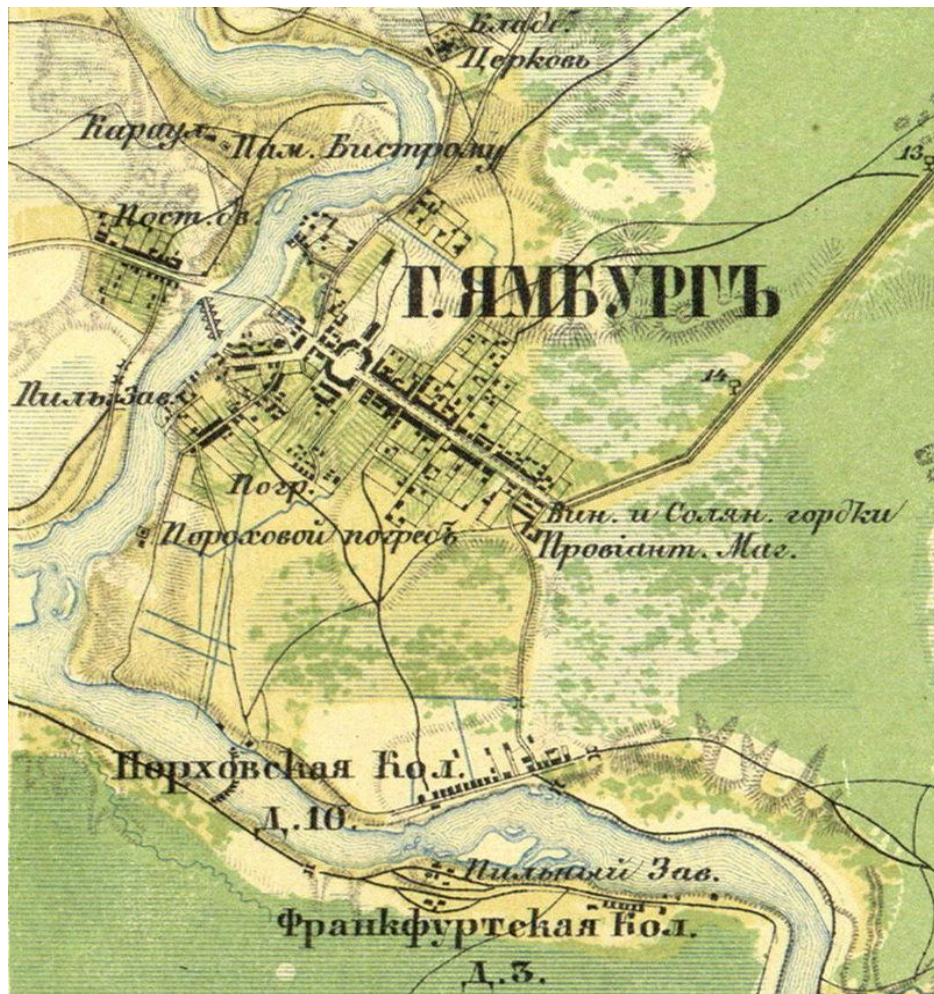 Кладб.
Церковь
Караул.
Пам. Бистрому
13
Пост. дв.
Г. ЯМБУРГЪ
14
Пиль. Зав.
Погр.
Пороховой погребъ
Вин. и Солян. гордки
Провіант. Маг.
Порховская Кол.
Д. 10.
Пильный Зав.
Франкфуртская Кол.
Д. 3.